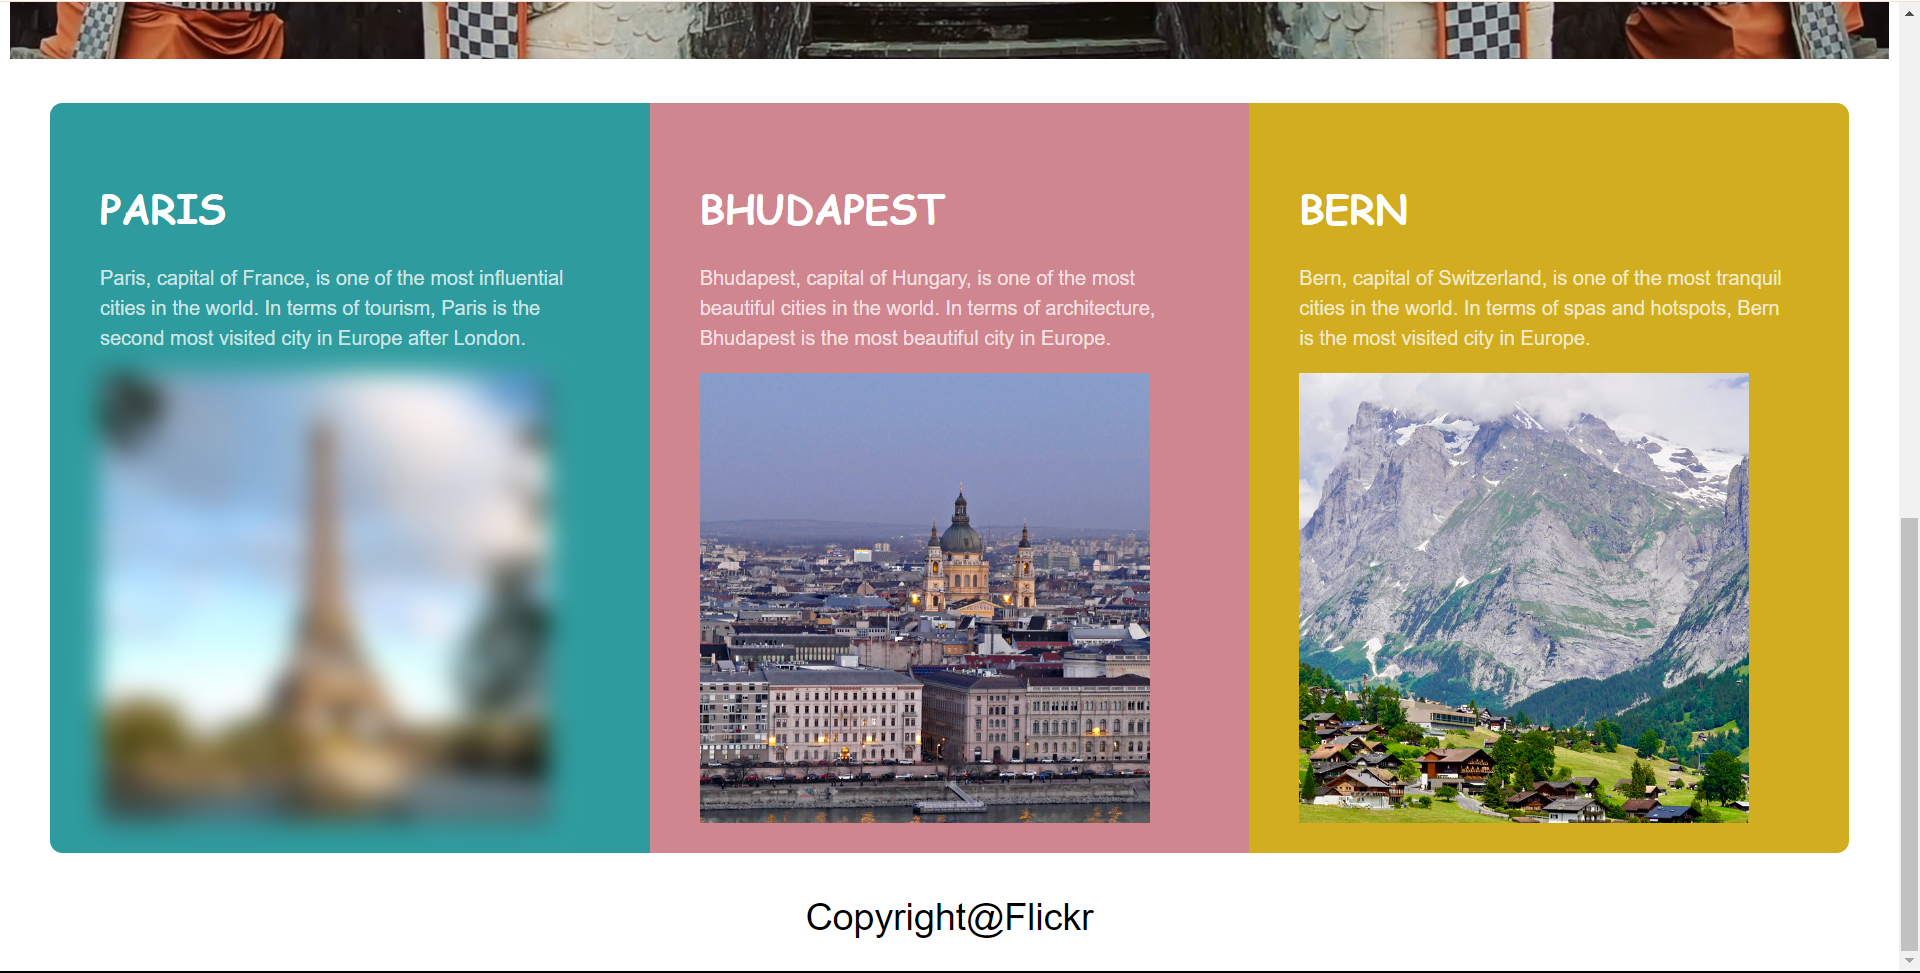 PARIS
Paris, capital of France, is one of the most influential
cities in the world. In terms of tourism, Paris is the
second most visited city in Europe after London.
BHUDAPEST
Bhudapest, capital of Hungary, is one of the most
beautiful cities in the world. In terms of architecture,
Bhudapest is the most beautiful city in Europe.
BERN
Bern, capital of Switzerland, is one of the most tranquil
cities in the world. In terms of spas and hotspots, Bern
is the most visited city in Europe.
Copyright@Flickr